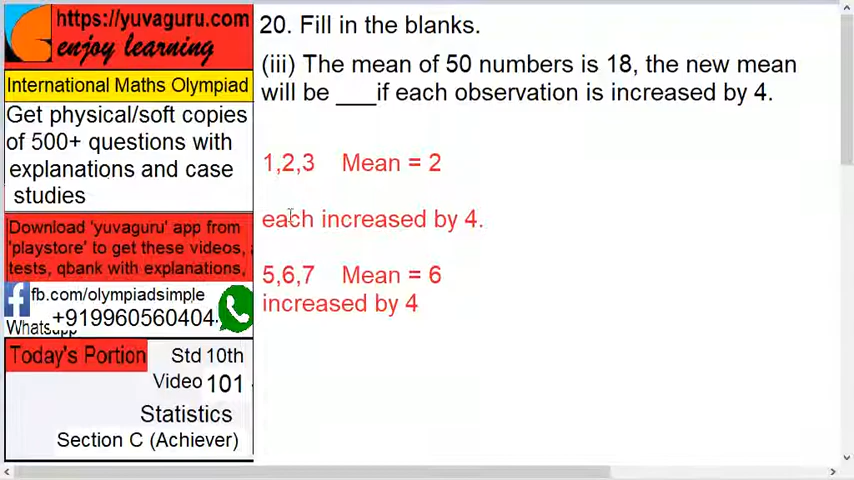 https://yuvaguru.com
enjoy learning
International Maths Olympiad
Get physical/soft copies
of 500+ questions with
explanations and case
studies
Download 'yuvaguru' app from
'playstore' to get these videos,
tests, qbank with explanations,
fb.com/olympiadsimple
+919960560404
Whatsapp
Today's Portion Std 10th
Video 101
Statistics
Section C (Achiever)
20. Fill in the blanks.
(iii) The mean of 50 numbers is 18, the new mean
will be ___if each observation is increased by 4.
1,2,3 Mean = 2
each increased by 4.
5,6,7 Mean = 6
increased by 4